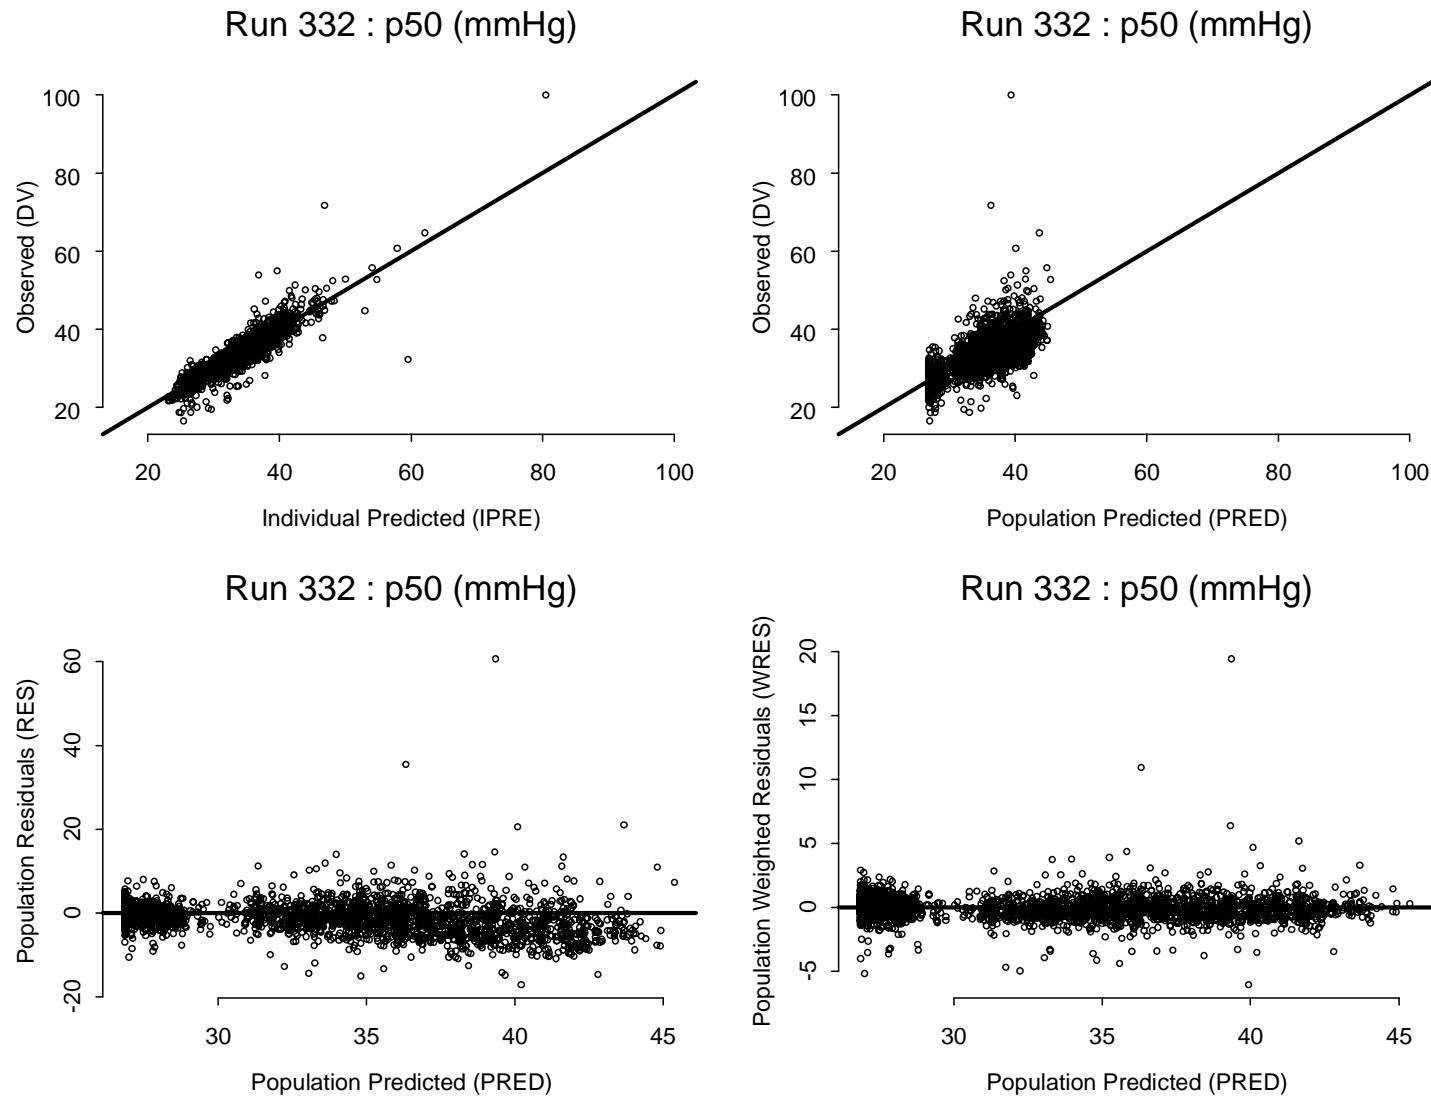 Run 332 : p50 (mmHg)
Observed (DV)
100
80
60
40
20
20 40 60 80 100
Individual Predicted (IPRE)
Run 332 : p50 (mmHg)
Observed (DV)
100
80
60
40
20
20 40 60 80 100
Population Predicted (PRED)
Run 332 : p50 (mmHg)
Population Residuals (RES)
60
40
20
0
-20
30 35 40 45
Population Predicted (PRED)
Run 332 : p50 (mmHg)
Population Weighted Residuals (WRES)
20
15
10
5
0
-5
30 35 40 45
Population Predicted (PRED)